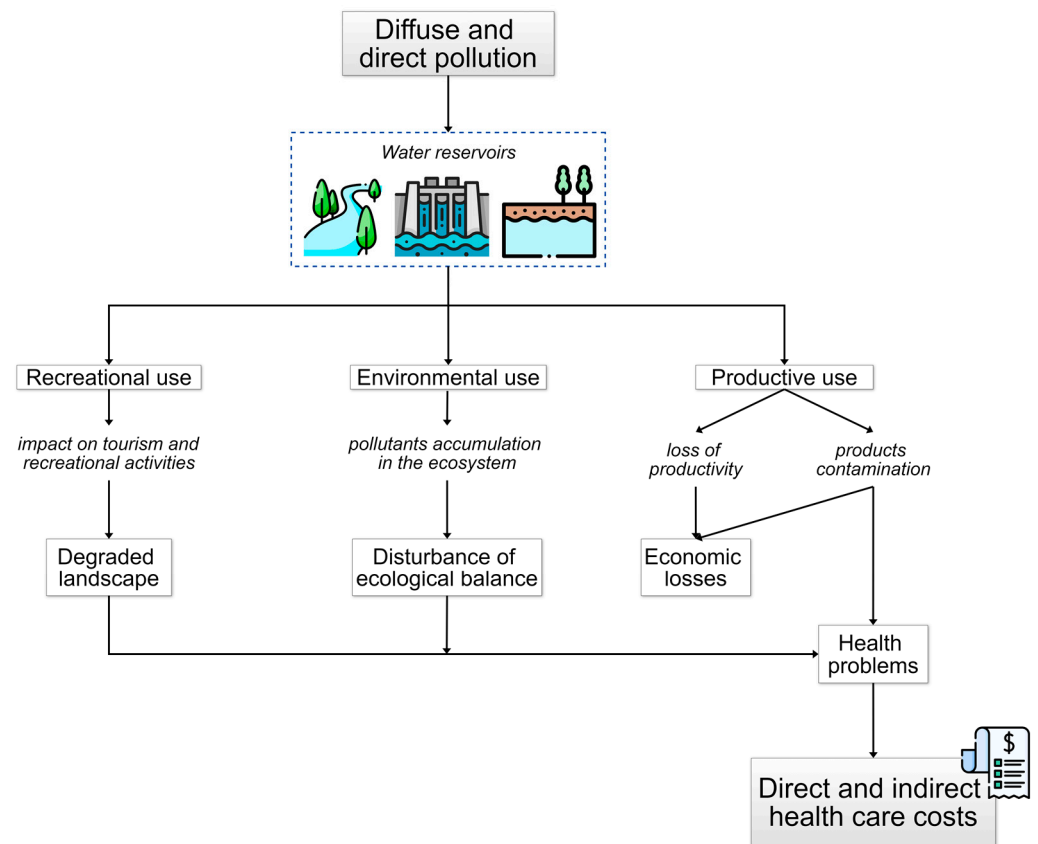 Diffuse and
direct pollution
Water reservoirs
Recreational use
Environmental use
Productive use
impact on tourism and
recreational activities
pollutants accumulation
in the ecosystem
loss of
productivity
products
contamination
Degraded
landscape
Disturbance of
ecological balance
Economic
losses
Health
problems
$
Direct and indirect
health care costs